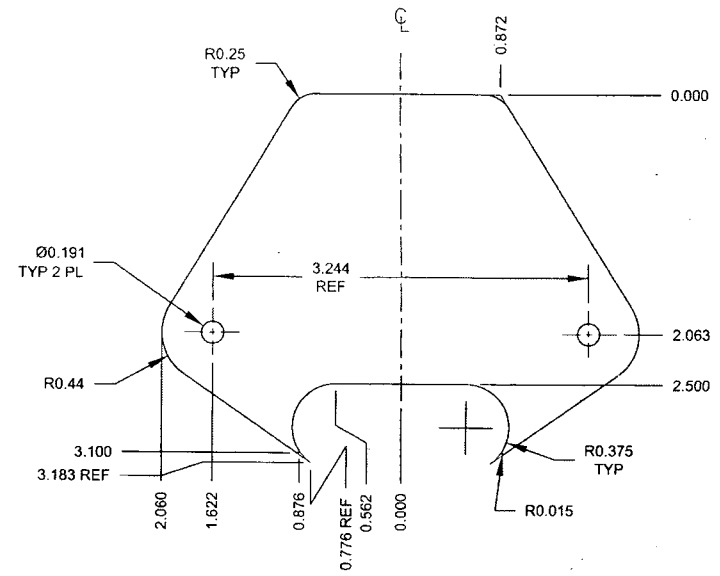 ℄
0.872
R0.25
TYP
0.000
Ø0.191
TYP 2 PL
3.244
REF
2.063
R0.44
2.500
3.100
3.183 REF
R0.375
TYP
R0.015
2.060
1.622
0.876
0.776 REF
0.562
0.000